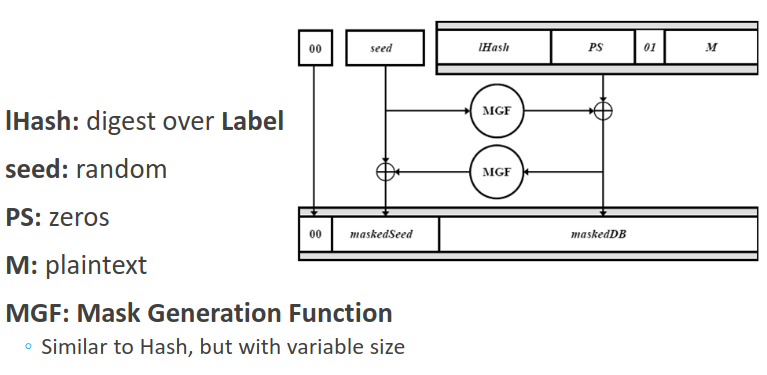 00 seed lHash PS 01 M
MGF
MGF
00 maskedSeed maskedDB
lHash: digest over Label
seed: random
PS: zeros
M: plaintext
MGF: Mask Generation Function
◦ Similar to Hash, but with variable size